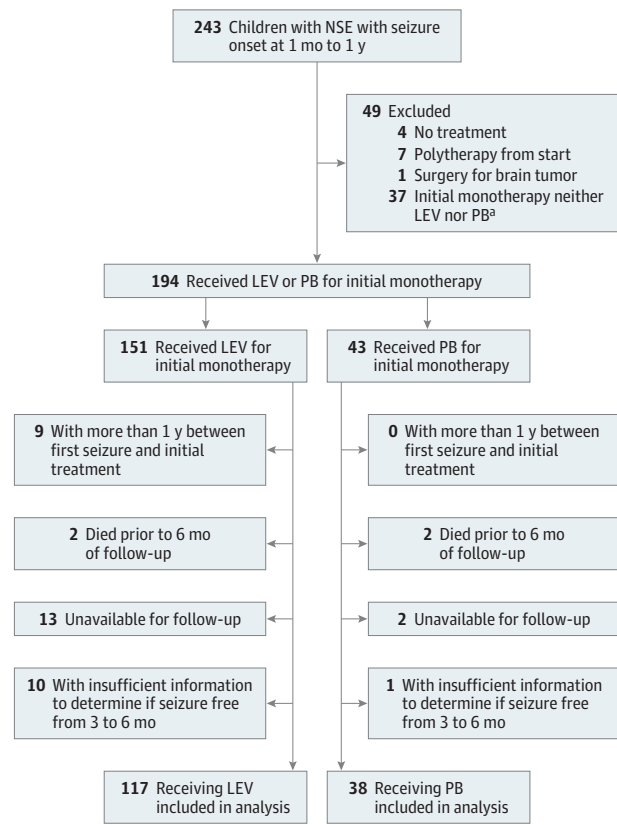 243 Children with NSE with seizure
onset at 1 mo to 1 y
49 Excluded
4 No treatment
7 Polytherapy from start
1 Surgery for brain tumor
37 Initial monotherapy neither
LEV nor PBa
194 Received LEV or PB for initial monotherapy
151 Received LEV for
initial monotherapy
43 Received PB for
initial monotherapy
9 With more than 1 y between
first seizure and initial
treatment
0 With more than 1 y between
first seizure and initial
treatment
2 Died prior to 6 mo
of follow-up
2 Died prior to 6 mo
of follow-up
13 Unavailable for follow-up
2 Unavailable for follow-up
10 With insufficient information
to determine if seizure free
from 3 to 6 mo
1 With insufficient information
to determine if seizure free
from 3 to 6 mo
117 Receiving LEV
included in analysis
38 Receiving PB
included in analysis